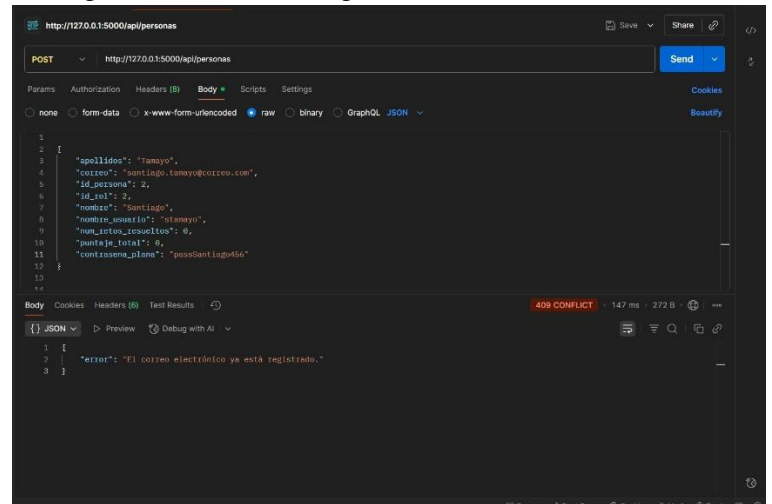 http://127.0.0.1:5000/api/personas Save Share
POST http://127.0.0.1:5000/api/personas Send
Params Authorization Headers (8) Body Scripts Settings Cookies
none form-data x-www-form-urlencoded raw binary GraphQL JSON Beautify
1
2 {
3 "apellidos": "Tamayo",
4 "correo": "santiago.tamayo@correo.com",
5 "id_persona": 2,
6 "id_rol": 2,
7 "nombre": "Santiago",
8 "nombre_usuario": "stamayo",
9 "num_retos_resueltos": 0,
10 "puntaje_total": 0,
11 "contrasena_plana": "passSantiago456"
12 }
13
14
Body Cookies Headers (6) Test Results 409 CONFLICT 147 ms 272 B
{} JSON Preview Debug with AI
1 {
2 "error": "El correo electrónico ya está registrado."
3 }